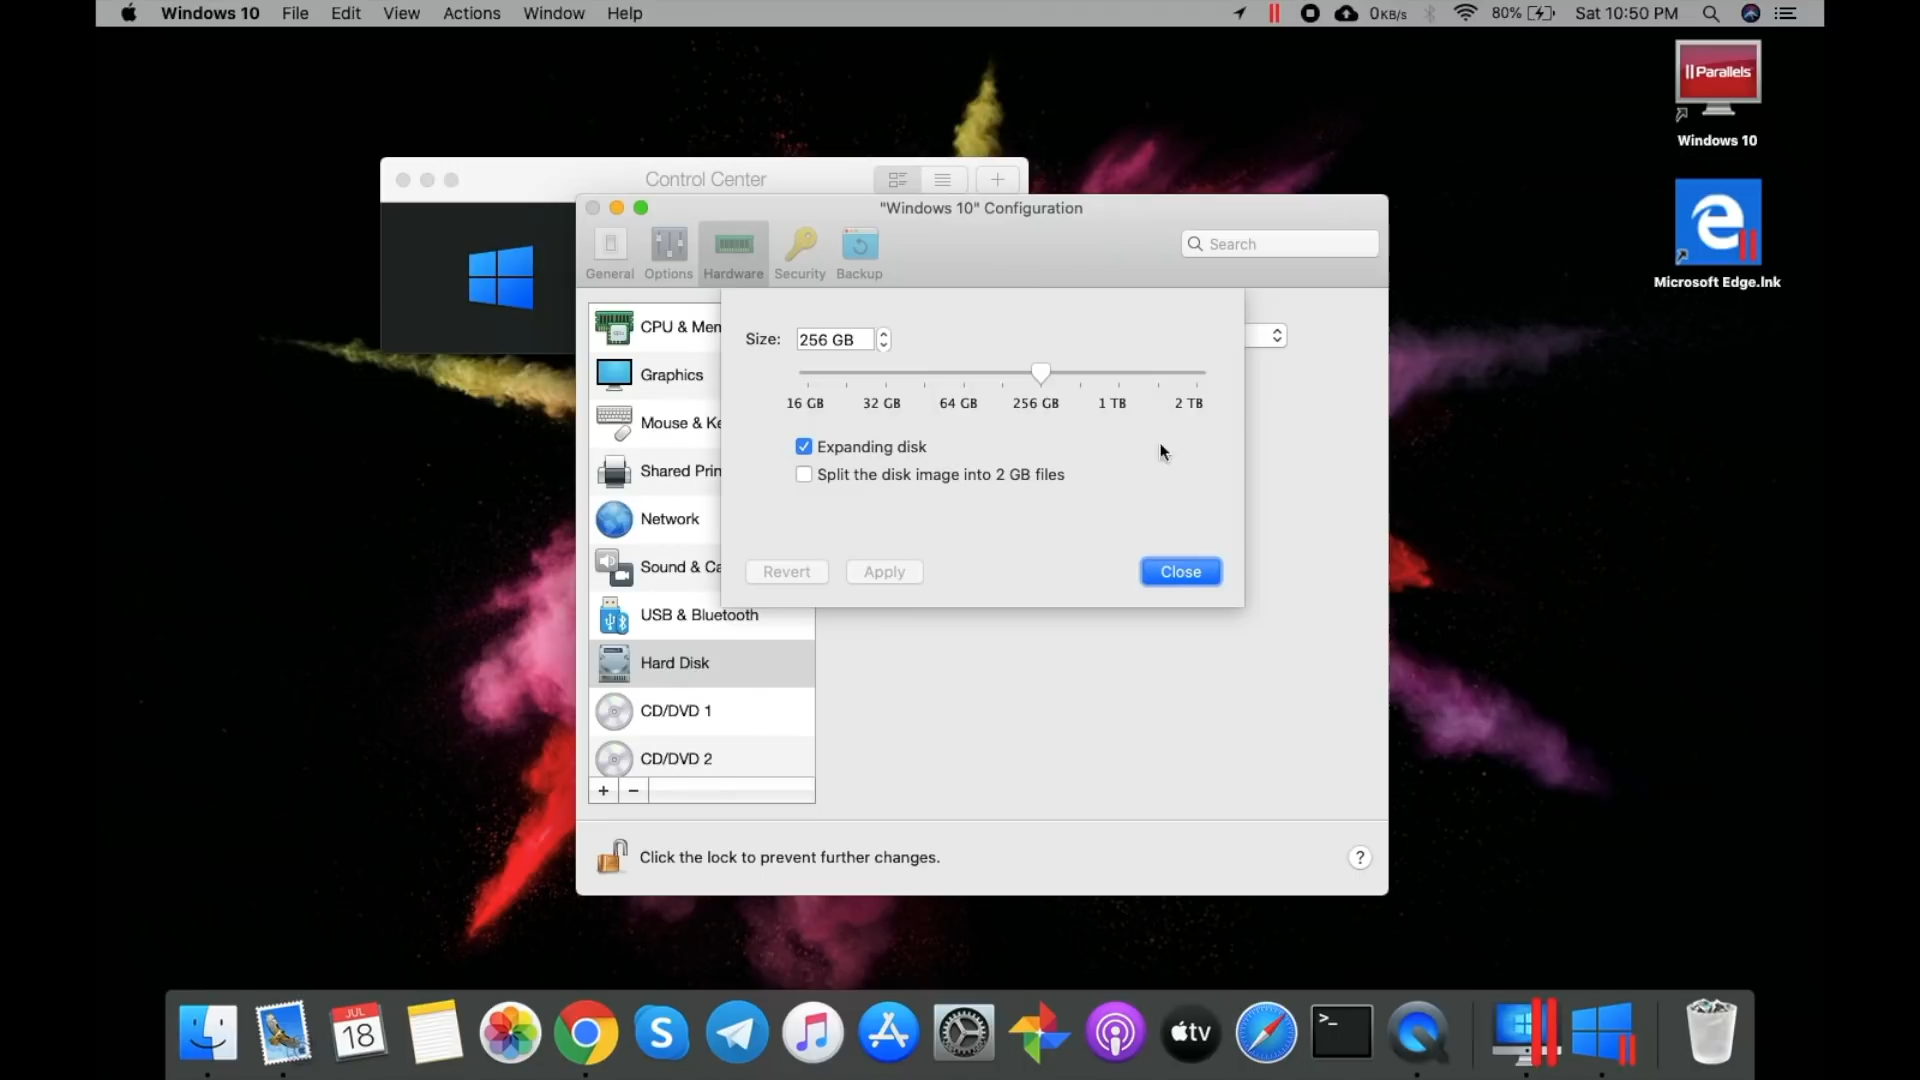 Windows 10 File Edit View Actions Window Help 0KB/s 80% Sat 10:50 PM
Parallels
Windows 10
Microsoft Edge.lnk
Control Center
"Windows 10" Configuration
General Options Hardware Security Backup
Search
CPU & Mem
Graphics
Mouse & Ke
Shared Prin
Network
Sound & Ca
USB & Bluetooth
Hard Disk
CD/DVD 1
CD/DVD 2
+ −
Size: 256 GB
16 GB 32 GB 64 GB 256 GB 1 TB 2 TB
Expanding disk
Split the disk image into 2 GB files
Revert Apply Close
Click the lock to prevent further changes. ?
JUL
18
S
tv
>_